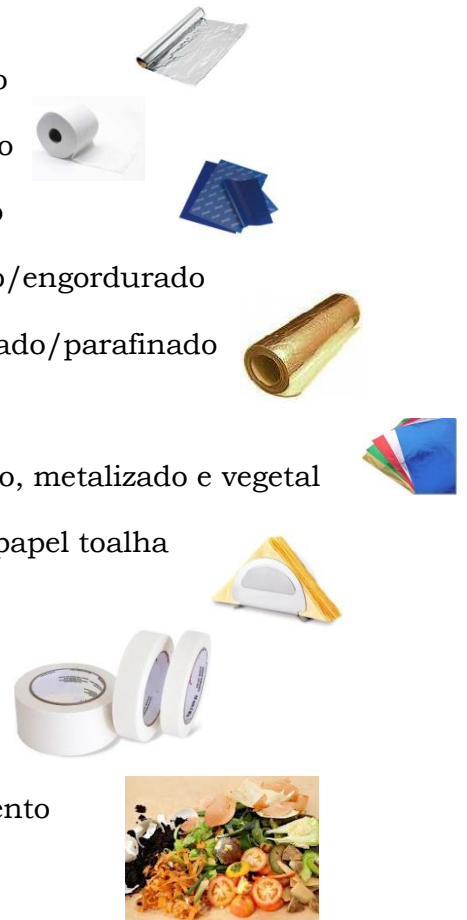 o
o
o
o/engordurado
ado/parafinado
o, metalizado e vegetal
papel toalha
ento